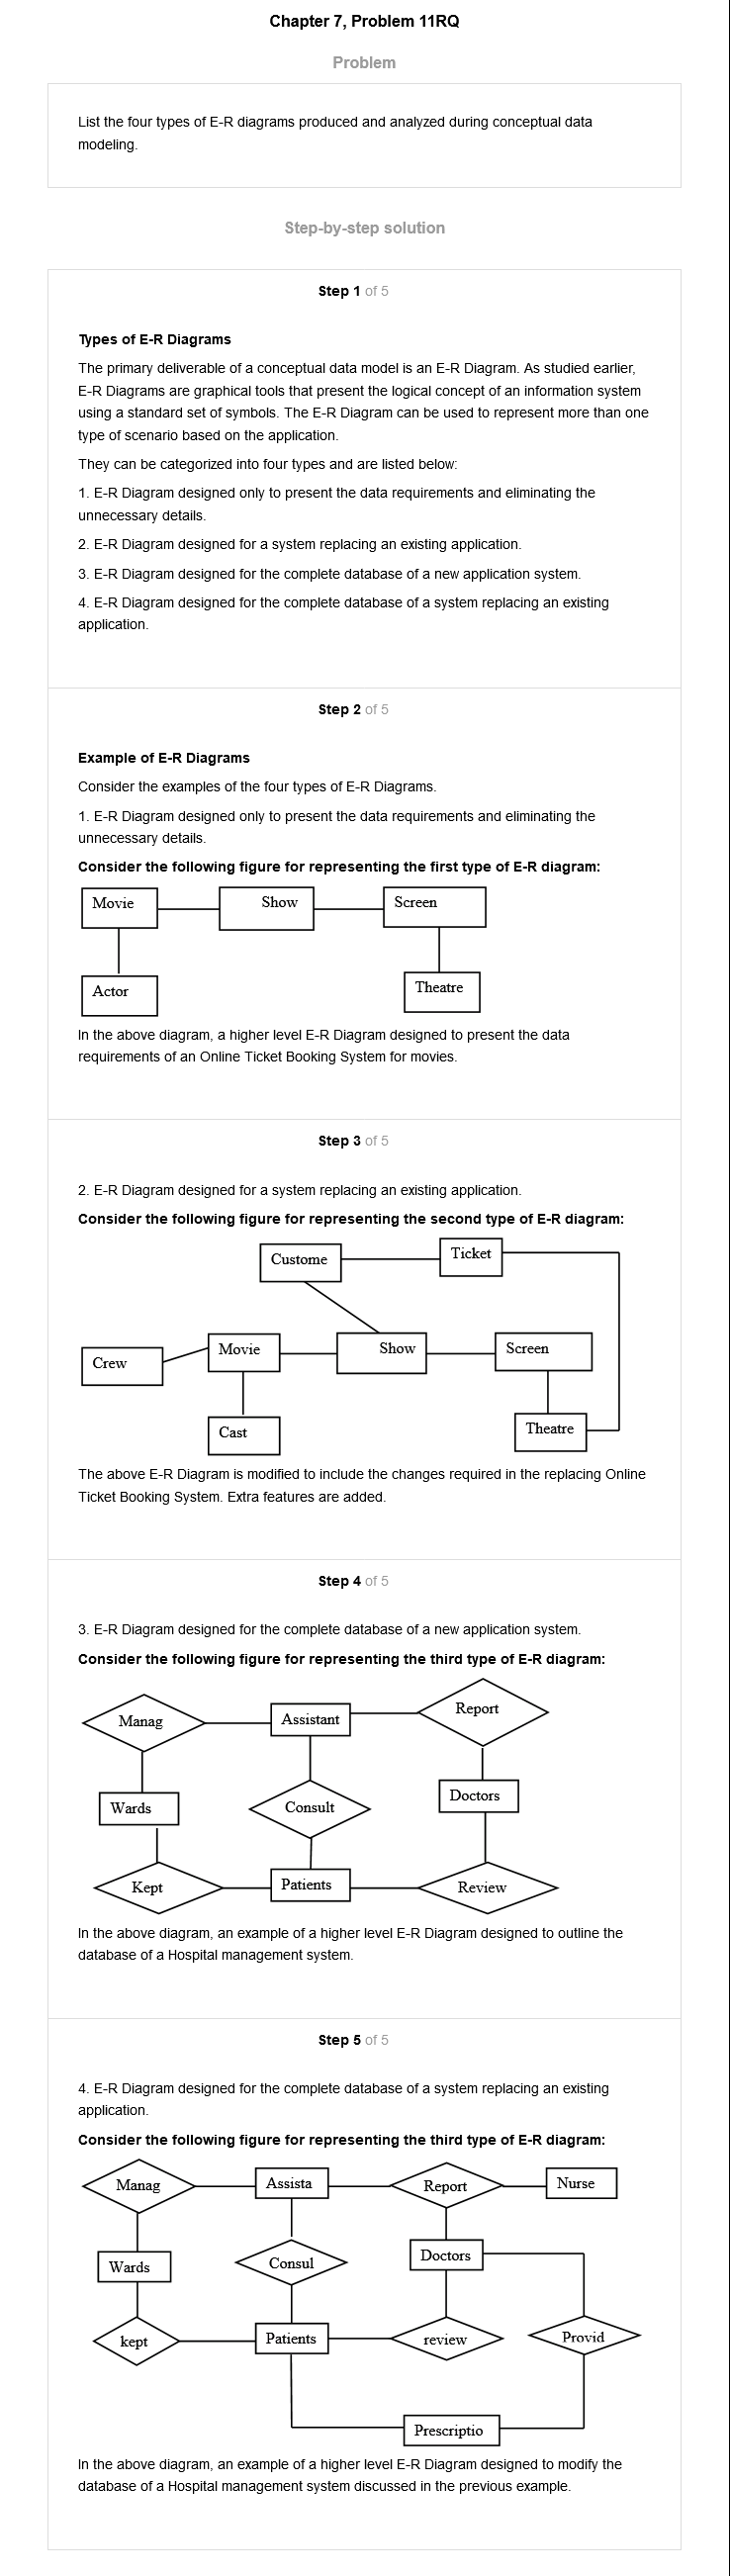 Chapter 7, Problem 11RQ
Problem
List the four types of E-R diagrams produced and analyzed during conceptual data
modeling.
Step-by-step solution
Step 1 of 5
Types of E-R Diagrams
The primary deliverable of a conceptual data model is an E-R Diagram. As studied earlier,
E-R Diagrams are graphical tools that present the logical concept of an information system
using a standard set of symbols. The E-R Diagram can be used to represent more than one
type of scenario based on the application.
They can be categorized into four types and are listed below:
1. E-R Diagram designed only to present the data requirements and eliminating the
unnecessary details.
2. E-R Diagram designed for a system replacing an existing application.
3. E-R Diagram designed for the complete database of a new application system.
4. E-R Diagram designed for the complete database of a system replacing an existing
application.
Step 2 of 5
Example of E-R Diagrams
Consider the examples of the four types of E-R Diagrams.
1. E-R Diagram designed only to present the data requirements and eliminating the
unnecessary details.
Consider the following figure for representing the first type of E-R diagram:
Movie Show Screen
Actor Theatre
In the above diagram, a higher level E-R Diagram designed to present the data
requirements of an Online Ticket Booking System for movies.
Step 3 of 5
2. E-R Diagram designed for a system replacing an existing application.
Consider the following figure for representing the second type of E-R diagram:
Custome Ticket
Crew Movie Show Screen
Cast Theatre
The above E-R Diagram is modified to include the changes required in the replacing Online
Ticket Booking System. Extra features are added.
Step 4 of 5
3. E-R Diagram designed for the complete database of a new application system.
Consider the following figure for representing the third type of E-R diagram:
Manag Assistant Report
Wards Consult Doctors
Kept Patients Review
In the above diagram, an example of a higher level E-R Diagram designed to outline the
database of a Hospital management system.
Step 5 of 5
4. E-R Diagram designed for the complete database of a system replacing an existing
application.
Consider the following figure for representing the third type of E-R diagram:
Manag Assista Report Nurse
Wards Consul Doctors
kept Patients review Provid
Prescriptio
In the above diagram, an example of a higher level E-R Diagram designed to modify the
database of a Hospital management system discussed in the previous example.